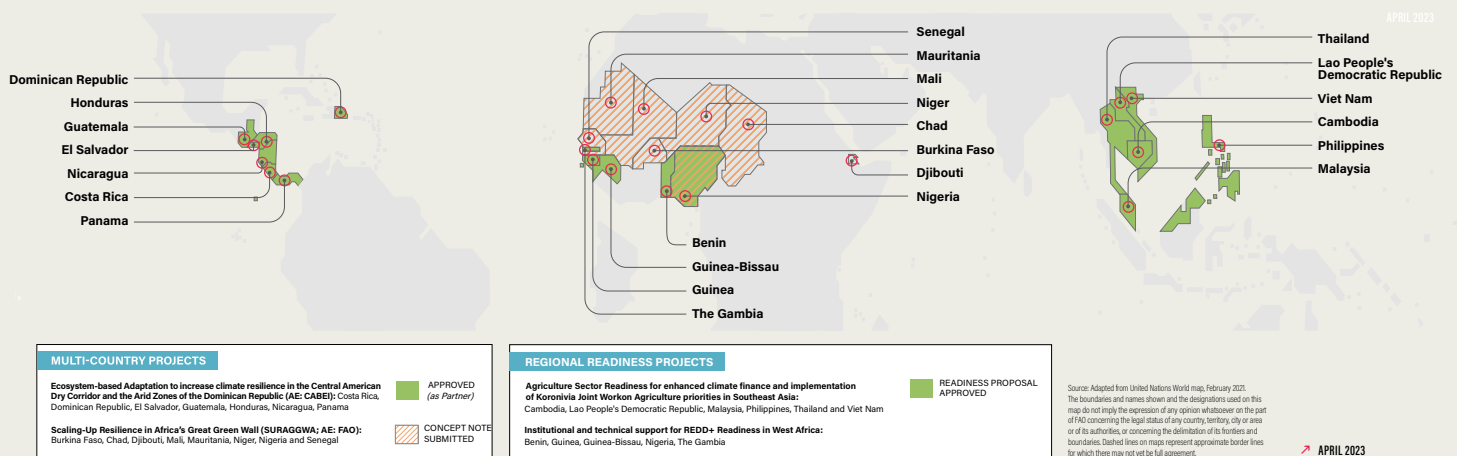 APRIL 2023
Dominican Republic
Honduras
Guatemala
El Salvador
Nicaragua
Costa Rica
Panama
Senegal
Mauritania
Mali
Niger
Chad
Burkina Faso
Djibouti
Nigeria
Benin
Guinea-Bissau
Guinea
The Gambia
Thailand
Lao People's
Democratic Republic
Viet Nam
Cambodia
Philippines
Malaysia
MULTI-COUNTRY PROJECTS
Ecosystem-based Adaptation to increase climate resilience in the Central American
Dry Corridor and the Arid Zones of the Dominican Republic (AE: CABEI): Costa Rica,
Dominican Republic, El Salvador, Guatemala, Honduras, Nicaragua, Panama
APPROVED
(as Partner)
Scaling-Up Resilience in Africa's Great Green Wall (SURAGGWA; AE: FAO):
Burkina Faso, Chad, Djibouti, Mali, Mauritania, Niger, Nigeria and Senegal
CONCEPT NOTE
SUBMITTED
REGIONAL READINESS PROJECTS
Agriculture Sector Readiness for enhanced climate finance and implementation
of Koronivia Joint Workon Agriculture priorities in Southeast Asia:
Cambodia, Lao People's Democratic Republic, Malaysia, Philippines, Thailand and Viet Nam
READINESS PROPOSAL
APPROVED
Institutional and technical support for REDD+ Readiness in West Africa:
Benin, Guinea, Guinea-Bissau, Nigeria, The Gambia
Source: Adapted from United Nations World map, February 2021.
The boundaries and names shown and the designations used on this
map do not imply the expression of any opinion whatsoever on the part
of FAO concerning the legal status of any country, territory, city or area
or of its authorities, or concerning the delimitation of its frontiers and
boundaries. Dashed lines on maps represent approximate border lines
for which there may not yet be full agreement.
APRIL 2023